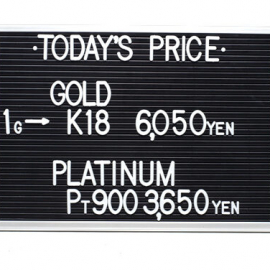 ·TODAY'S PRICE·
GOLD
1G→ K18 6,050YEN
PLATINUM
PT900 3,650YEN